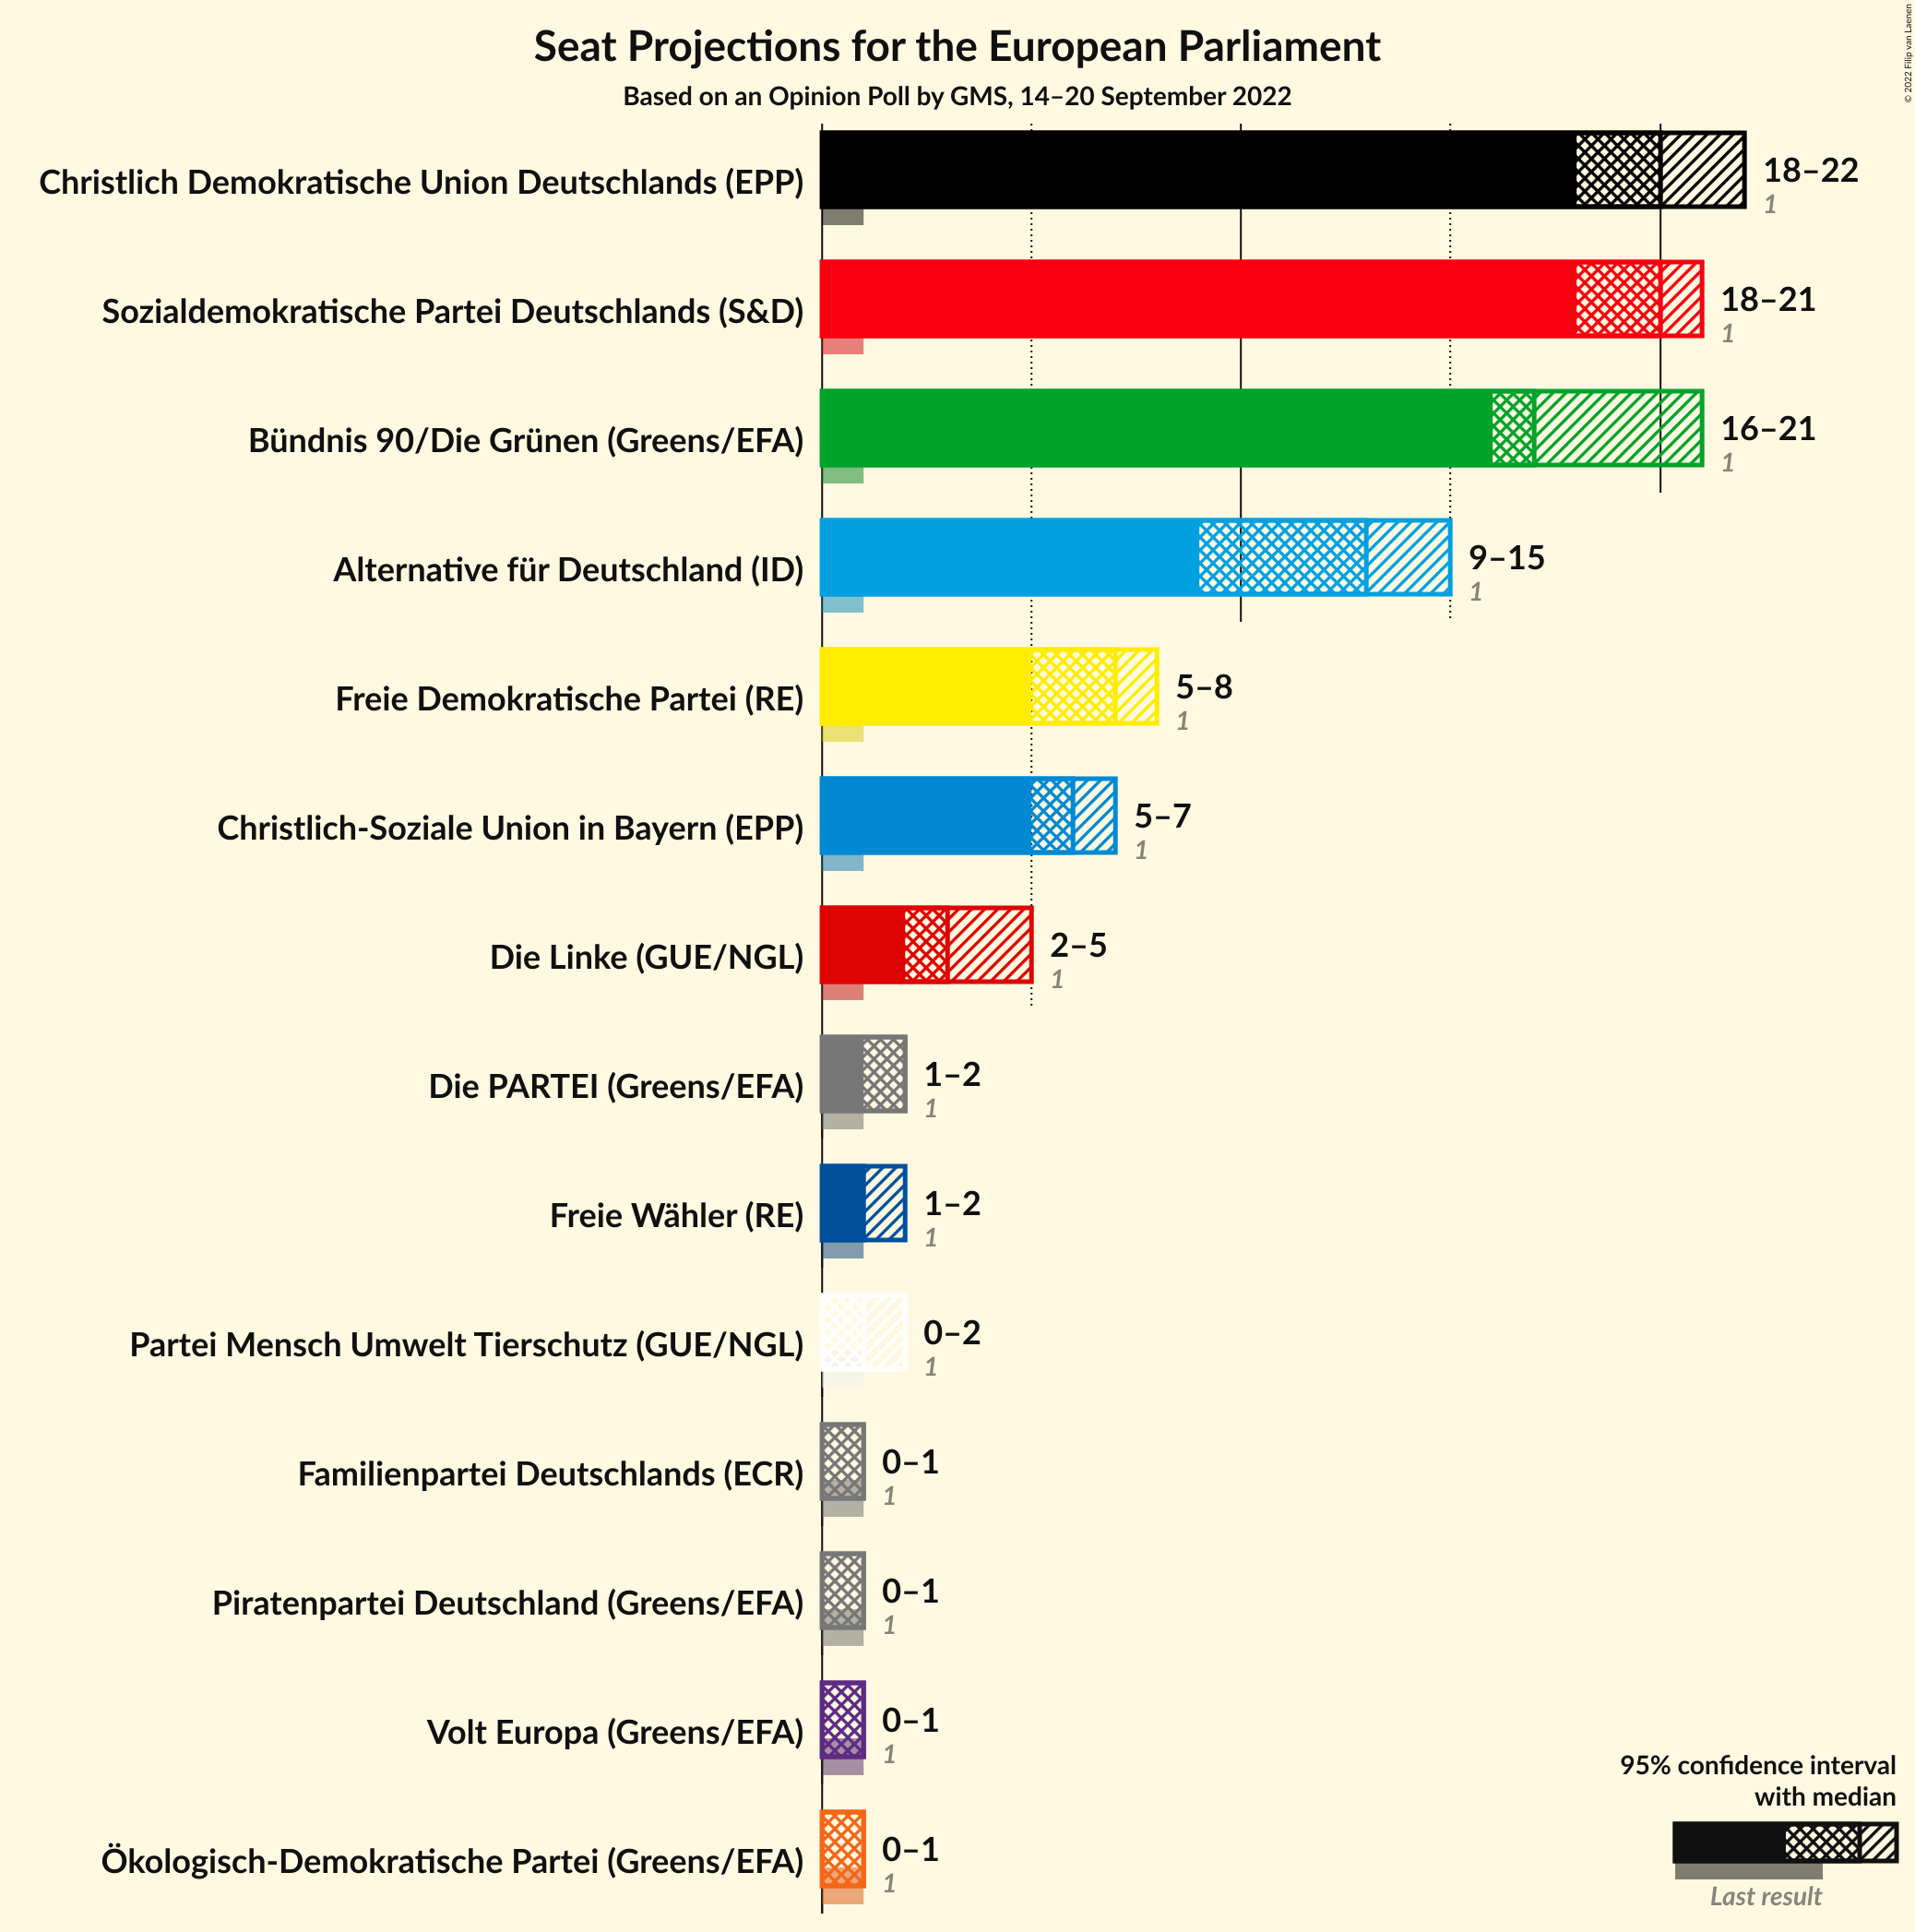 Seat Projections for the European Parliament
Based on an Opinion Poll by GMS, 14–20 September 2022
© 2022 Filip van Laenen
Christlich Demokratische Union Deutschlands (EPP)
18–22
1
Sozialdemokratische Partei Deutschlands (S&D)
18–21
1
Bündnis 90/Die Grünen (Greens/EFA)
16–21
1
Alternative für Deutschland (ID)
9–15
1
Freie Demokratische Partei (RE)
5–8
1
Christlich-Soziale Union in Bayern (EPP)
5–7
1
Die Linke (GUE/NGL)
2–5
1
Die PARTEI (Greens/EFA)
1–2
1
Freie Wähler (RE)
1–2
1
Partei Mensch Umwelt Tierschutz (GUE/NGL)
0–2
1
Familienpartei Deutschlands (ECR)
0–1
1
Piratenpartei Deutschland (Greens/EFA)
0–1
1
Volt Europa (Greens/EFA)
0–1
1
Ökologisch-Demokratische Partei (Greens/EFA)
0–1
1
95% confidence interval
with median
Last result